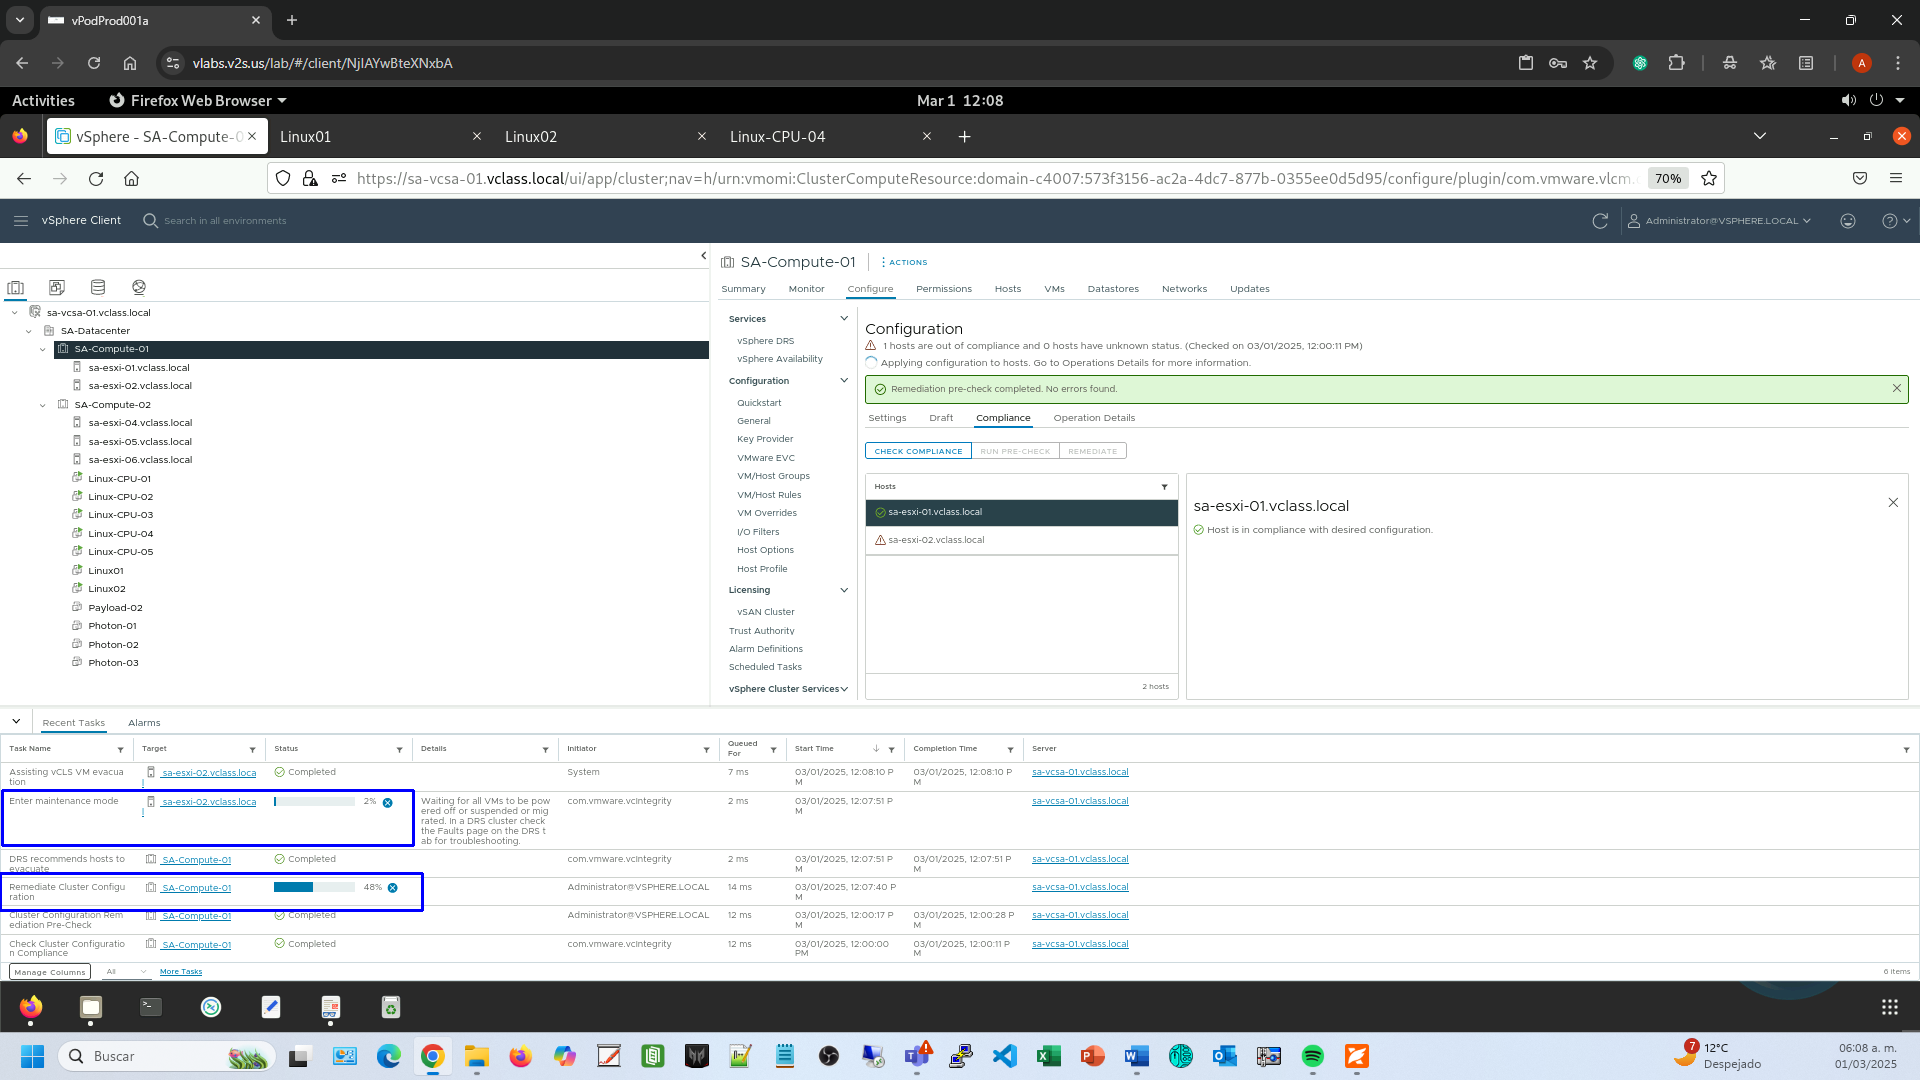 vPodProd001a
vlabs.v2s.us/lab/#/client/NjIAYwBteXNxbA
A
Activities
Firefox Web Browser
Mar 1 12:08
vSphere - SA-Compute-0
Linux01
Linux02
Linux-CPU-04
https://sa-vcsa-01.vclass.local/ui/app/cluster;nav=h/urn:vmomi:ClusterComputeResource:domain-c4007:573f3156-ac2a-4dc7-877b-0355ee0d5d95/configure/plugin/com.vmware.vlcm.
70%
vSphere Client
Search in all environments
Administrator@VSPHERE.LOCAL
SA-Compute-01
ACTIONS
Summary Monitor Configure Permissions Hosts VMs Datastores Networks Updates
sa-vcsa-01.vclass.local
SA-Datacenter
SA-Compute-01
sa-esxi-01.vclass.local
sa-esxi-02.vclass.local
SA-Compute-02
sa-esxi-04.vclass.local
sa-esxi-05.vclass.local
sa-esxi-06.vclass.local
Linux-CPU-01
Linux-CPU-02
Linux-CPU-03
Linux-CPU-04
Linux-CPU-05
Linux01
Linux02
Payload-02
Photon-01
Photon-02
Photon-03
Services
vSphere DRS
vSphere Availability
Configuration
Quickstart
General
Key Provider
VMware EVC
VM/Host Groups
VM/Host Rules
VM Overrides
I/O Filters
Host Options
Host Profile
Licensing
vSAN Cluster
Trust Authority
Alarm Definitions
Scheduled Tasks
vSphere Cluster Services
Configuration
1 hosts are out of compliance and 0 hosts have unknown status. (Checked on 03/01/2025, 12:00:11 PM)
Applying configuration to hosts. Go to Operations Details for more information.
Remediation pre-check completed. No errors found.
Settings Draft Compliance Operation Details
CHECK COMPLIANCE RUN PRE-CHECK REMEDIATE
Hosts
sa-esxi-01.vclass.local
sa-esxi-02.vclass.local
2 hosts
sa-esxi-01.vclass.local
Host is in compliance with desired configuration.
Recent Tasks Alarms
Task Name Target Status Details Initiator Queued For Start Time Completion Time Server
Assisting vCLS VM evacua
tion
sa-esxi-02.vclass.loca
l
Completed
System
7 ms
03/01/2025, 12:08:10 P
M
03/01/2025, 12:08:10 P
M
sa-vcsa-01.vclass.local
Enter maintenance mode
sa-esxi-02.vclass.loca
l
2%
Waiting for all VMs to be pow
ered off or suspended or mig
rated. In a DRS cluster check
the Faults page on the DRS t
ab for troubleshooting.
com.vmware.vcIntegrity
2 ms
03/01/2025, 12:07:51 P
M
sa-vcsa-01.vclass.local
DRS recommends hosts to
evacuate
SA-Compute-01
Completed
com.vmware.vcIntegrity
2 ms
03/01/2025, 12:07:51 P
M
03/01/2025, 12:07:51 P
M
sa-vcsa-01.vclass.local
Remediate Cluster Configu
ration
SA-Compute-01
48%
Administrator@VSPHERE.LOCAL
14 ms
03/01/2025, 12:07:40 P
M
sa-vcsa-01.vclass.local
Cluster Configuration Rem
ediation Pre-Check
SA-Compute-01
Completed
Administrator@VSPHERE.LOCAL
12 ms
03/01/2025, 12:00:17 P
M
03/01/2025, 12:00:28 P
M
sa-vcsa-01.vclass.local
Check Cluster Configuratio
n Compliance
SA-Compute-01
Completed
com.vmware.vcIntegrity
12 ms
03/01/2025, 12:00:00
PM
03/01/2025, 12:00:11 P
M
sa-vcsa-01.vclass.local
Manage Columns
All
More Tasks
6 items
Buscar
7
12°C
Despejado
06:08 a. m.
01/03/2025